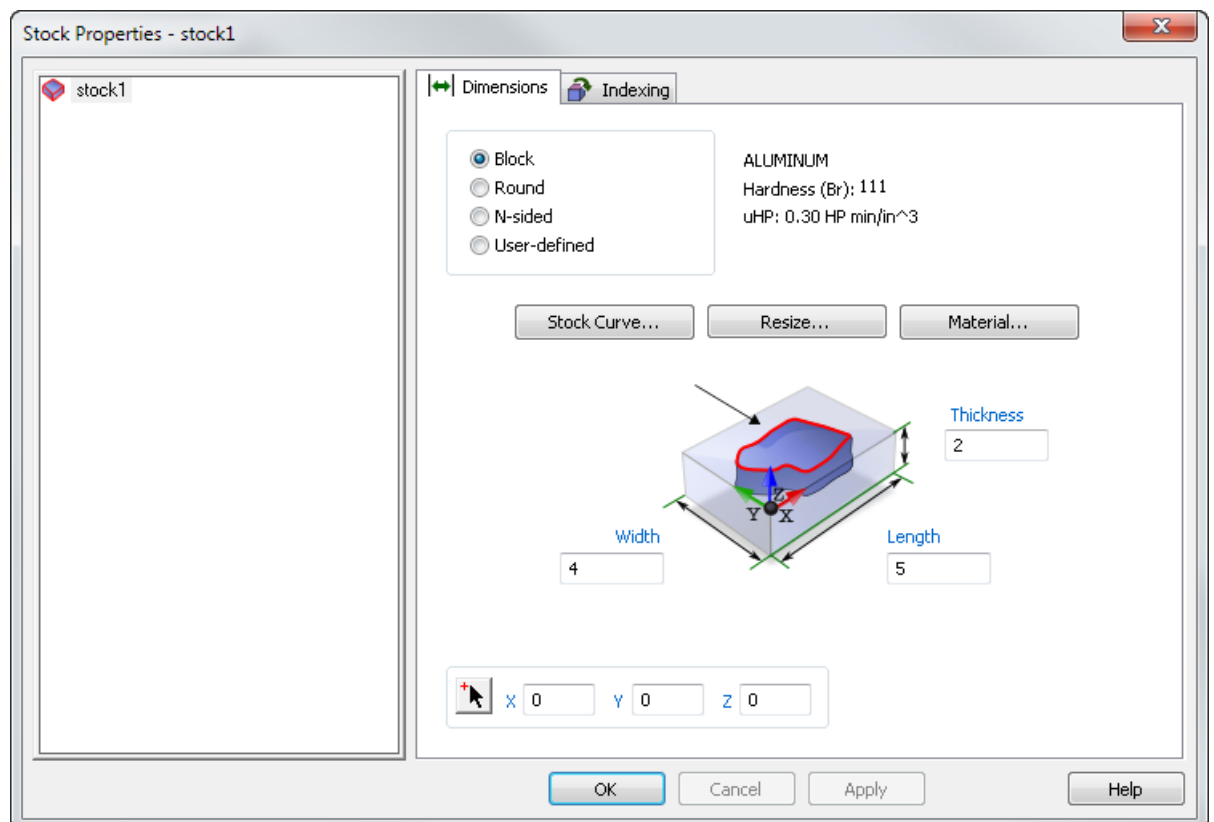 Stock Properties - stock1
stock1
Dimensions
Indexing
Block
Round
N-sided
User-defined
ALUMINUM
Hardness (Br): 111
uHP: 0.30 HP min/in^3
Stock Curve...
Resize...
Material...
Thickness
2
Z
Y
X
Width
4
Length
5
X 0 Y 0 Z 0
OK
Cancel
Apply
Help